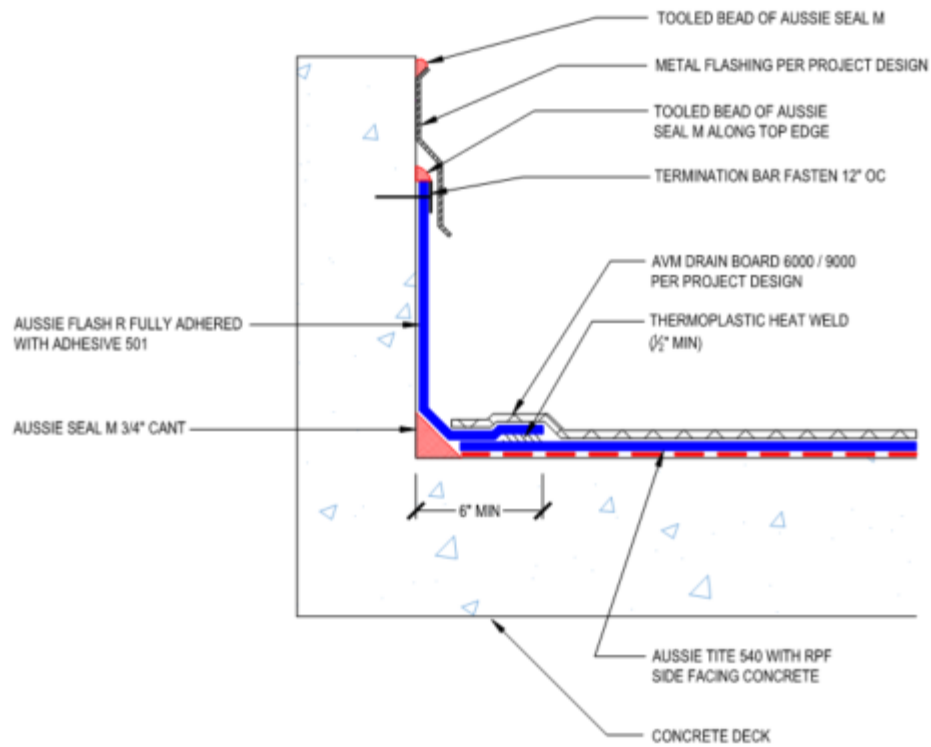 TOOLED BEAD OF AUSSIE SEAL M
METAL FLASHING PER PROJECT DESIGN
TOOLED BEAD OF AUSSIE
SEAL M ALONG TOP EDGE
TERMINATION BAR FASTEN 12" OC
AVM DRAIN BOARD 6000 / 9000
PER PROJECT DESIGN
THERMOPLASTIC HEAT WELD
(½" MIN)
AUSSIE FLASH R FULLY ADHERED
WITH ADHESIVE 501
AUSSIE SEAL M 3/4" CANT
6" MIN
AUSSIE TITE 540 WITH RPF
SIDE FACING CONCRETE
CONCRETE DECK